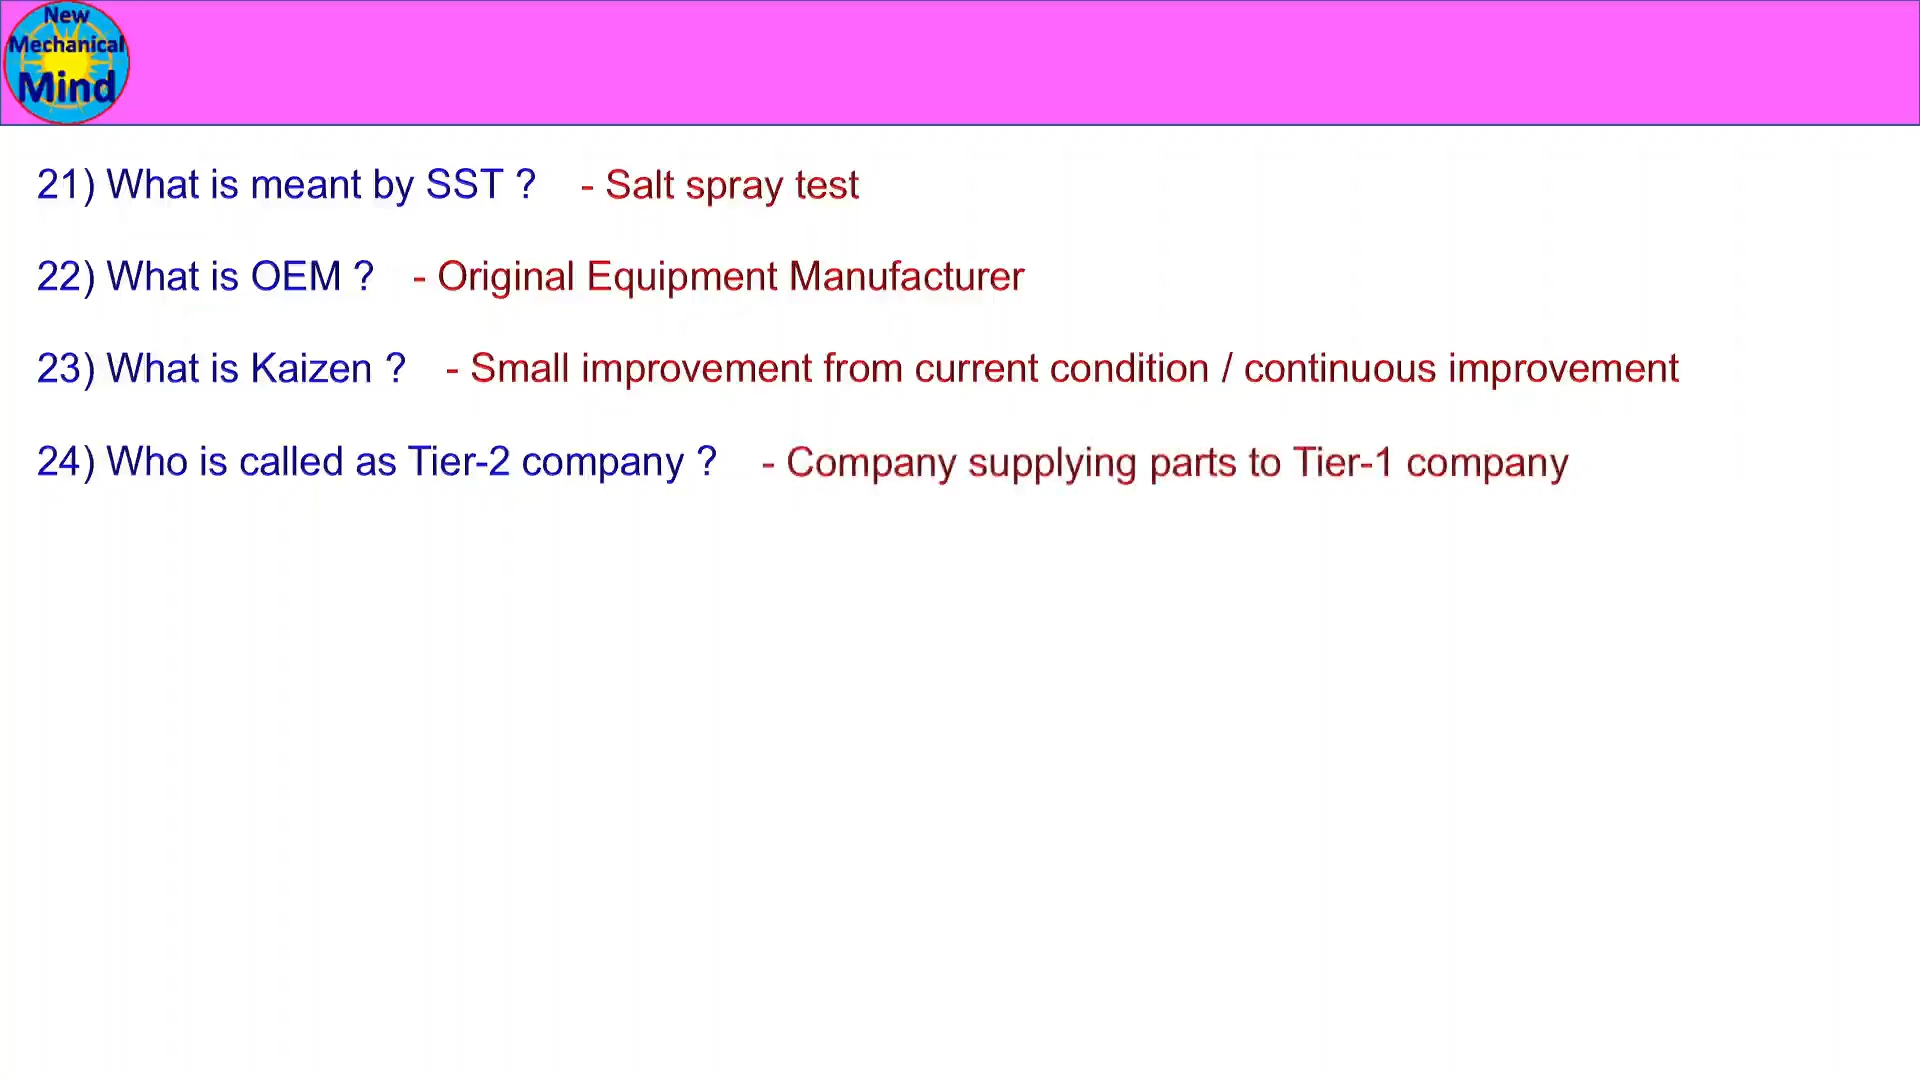 New
Mechanical
Mind
21) What is meant by SST ? - Salt spray test
22) What is OEM ? - Original Equipment Manufacturer
23) What is Kaizen ? - Small improvement from current condition / continuous improvement
24) Who is called as Tier-2 company ? - Company supplying parts to Tier-1 company